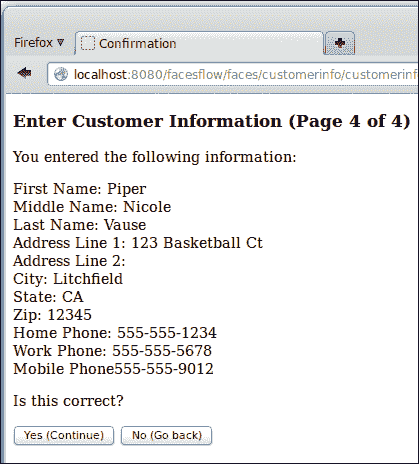 Firefox
Confirmation
localhost:8080/facesflow/faces/customerinfo/customerinf
Enter Customer Information (Page 4 of 4)
You entered the following information:
First Name: Piper
Middle Name: Nicole
Last Name: Vause
Address Line 1: 123 Basketball Ct
Address Line 2:
City: Litchfield
State: CA
Zip: 12345
Home Phone: 555-555-1234
Work Phone: 555-555-5678
Mobile Phone555-555-9012
Is this correct?
Yes (Continue) No (Go back)